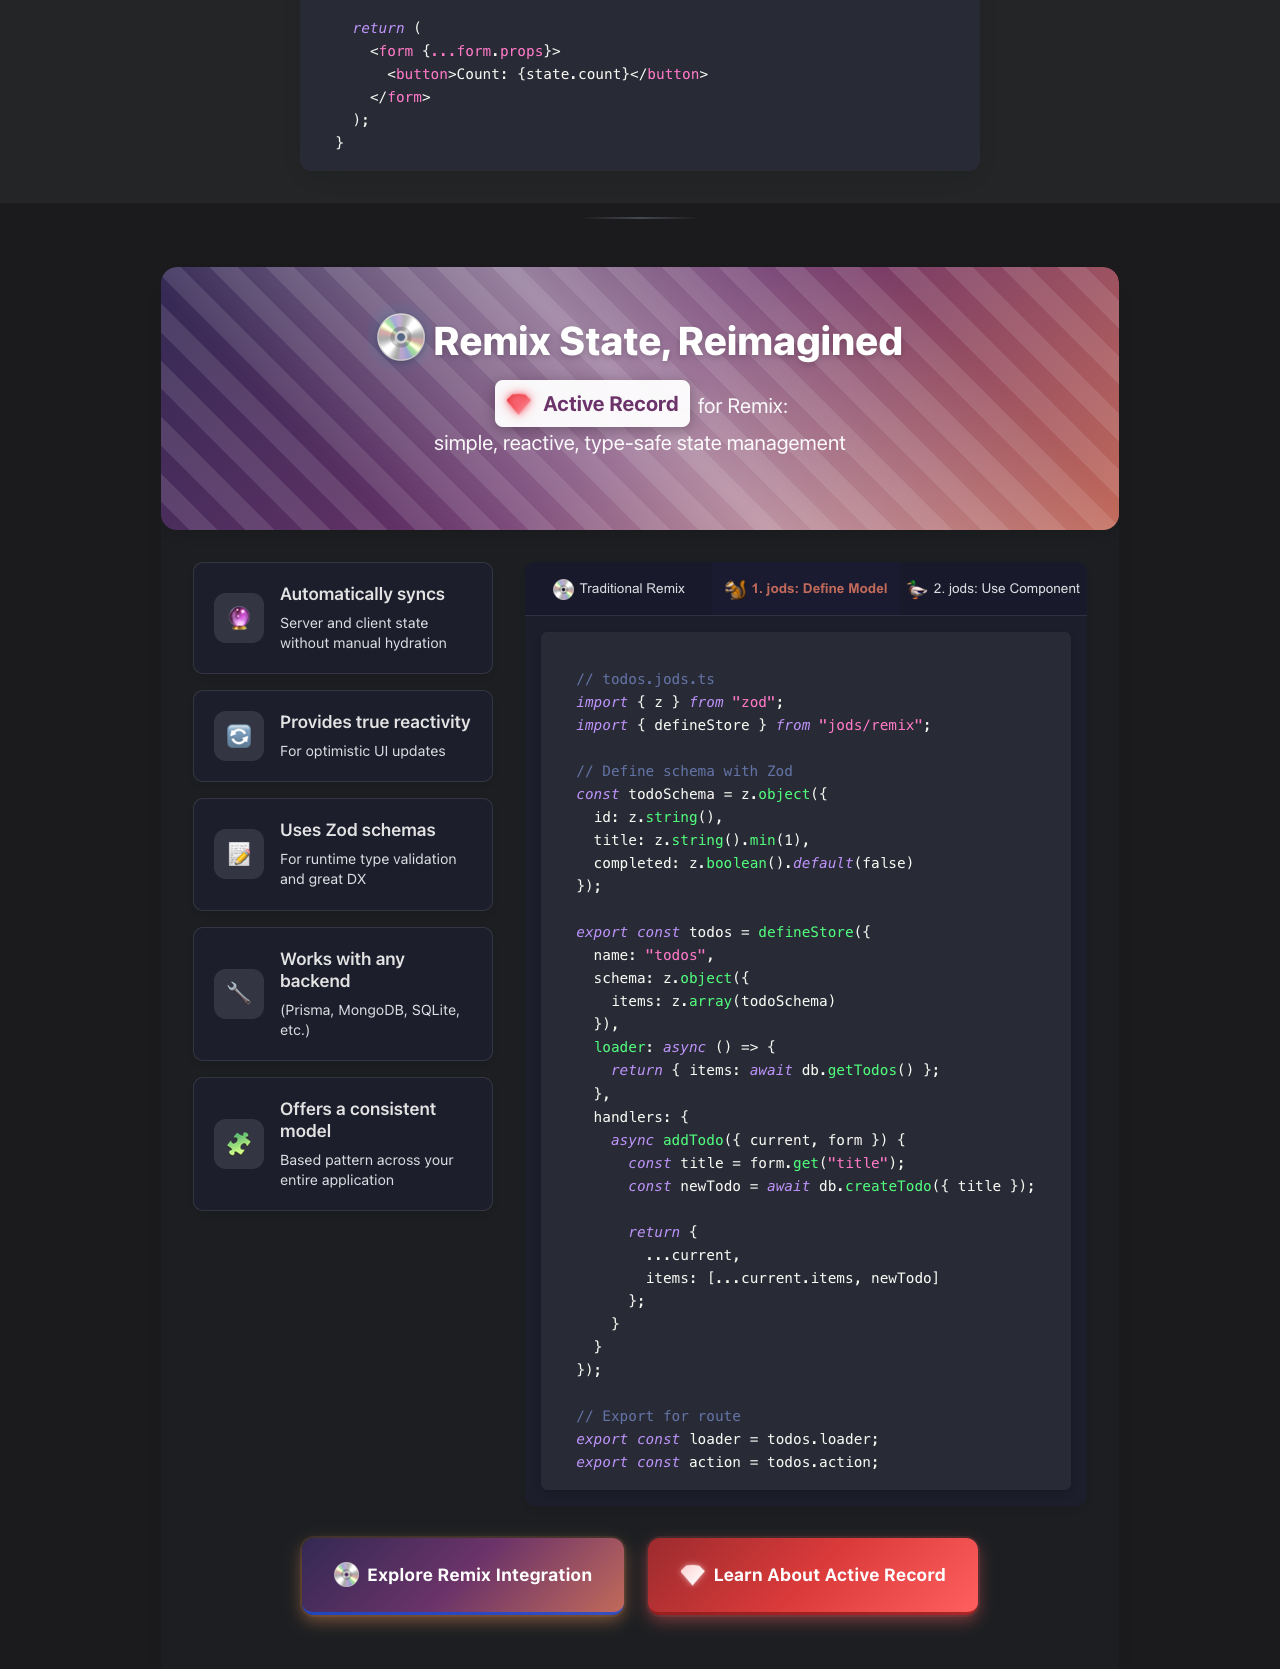 return (
<form {...form.props}>
<button>Count: {state.count}</button>
</form>
);
}
Remix State, Reimagined
Active Record for Remix:
simple, reactive, type-safe state management
Automatically syncs
Server and client state
without manual hydration
Provides true reactivity
For optimistic UI updates
Uses Zod schemas
For runtime type validation
and great DX
Works with any
backend
(Prisma, MongoDB, SQLite,
etc.)
Offers a consistent
model
Based pattern across your
entire application
Traditional Remix
1. jods: Define Model
2. jods: Use Component
// todos.jods.ts
import { z } from "zod";
import { defineStore } from "jods/remix";
// Define schema with Zod
const todoSchema = z.object({
id: z.string(),
title: z.string().min(1),
completed: z.boolean().default(false)
});
export const todos = defineStore({
name: "todos",
schema: z.object({
items: z.array(todoSchema)
}),
loader: async () => {
return { items: await db.getTodos() };
},
handlers: {
async addTodo({ current, form }) {
const title = form.get("title");
const newTodo = await db.createTodo({ title });
return {
...current,
items: [...current.items, newTodo]
};
}
}
});
// Export for route
export const loader = todos.loader;
export const action = todos.action;
Explore Remix Integration
Learn About Active Record